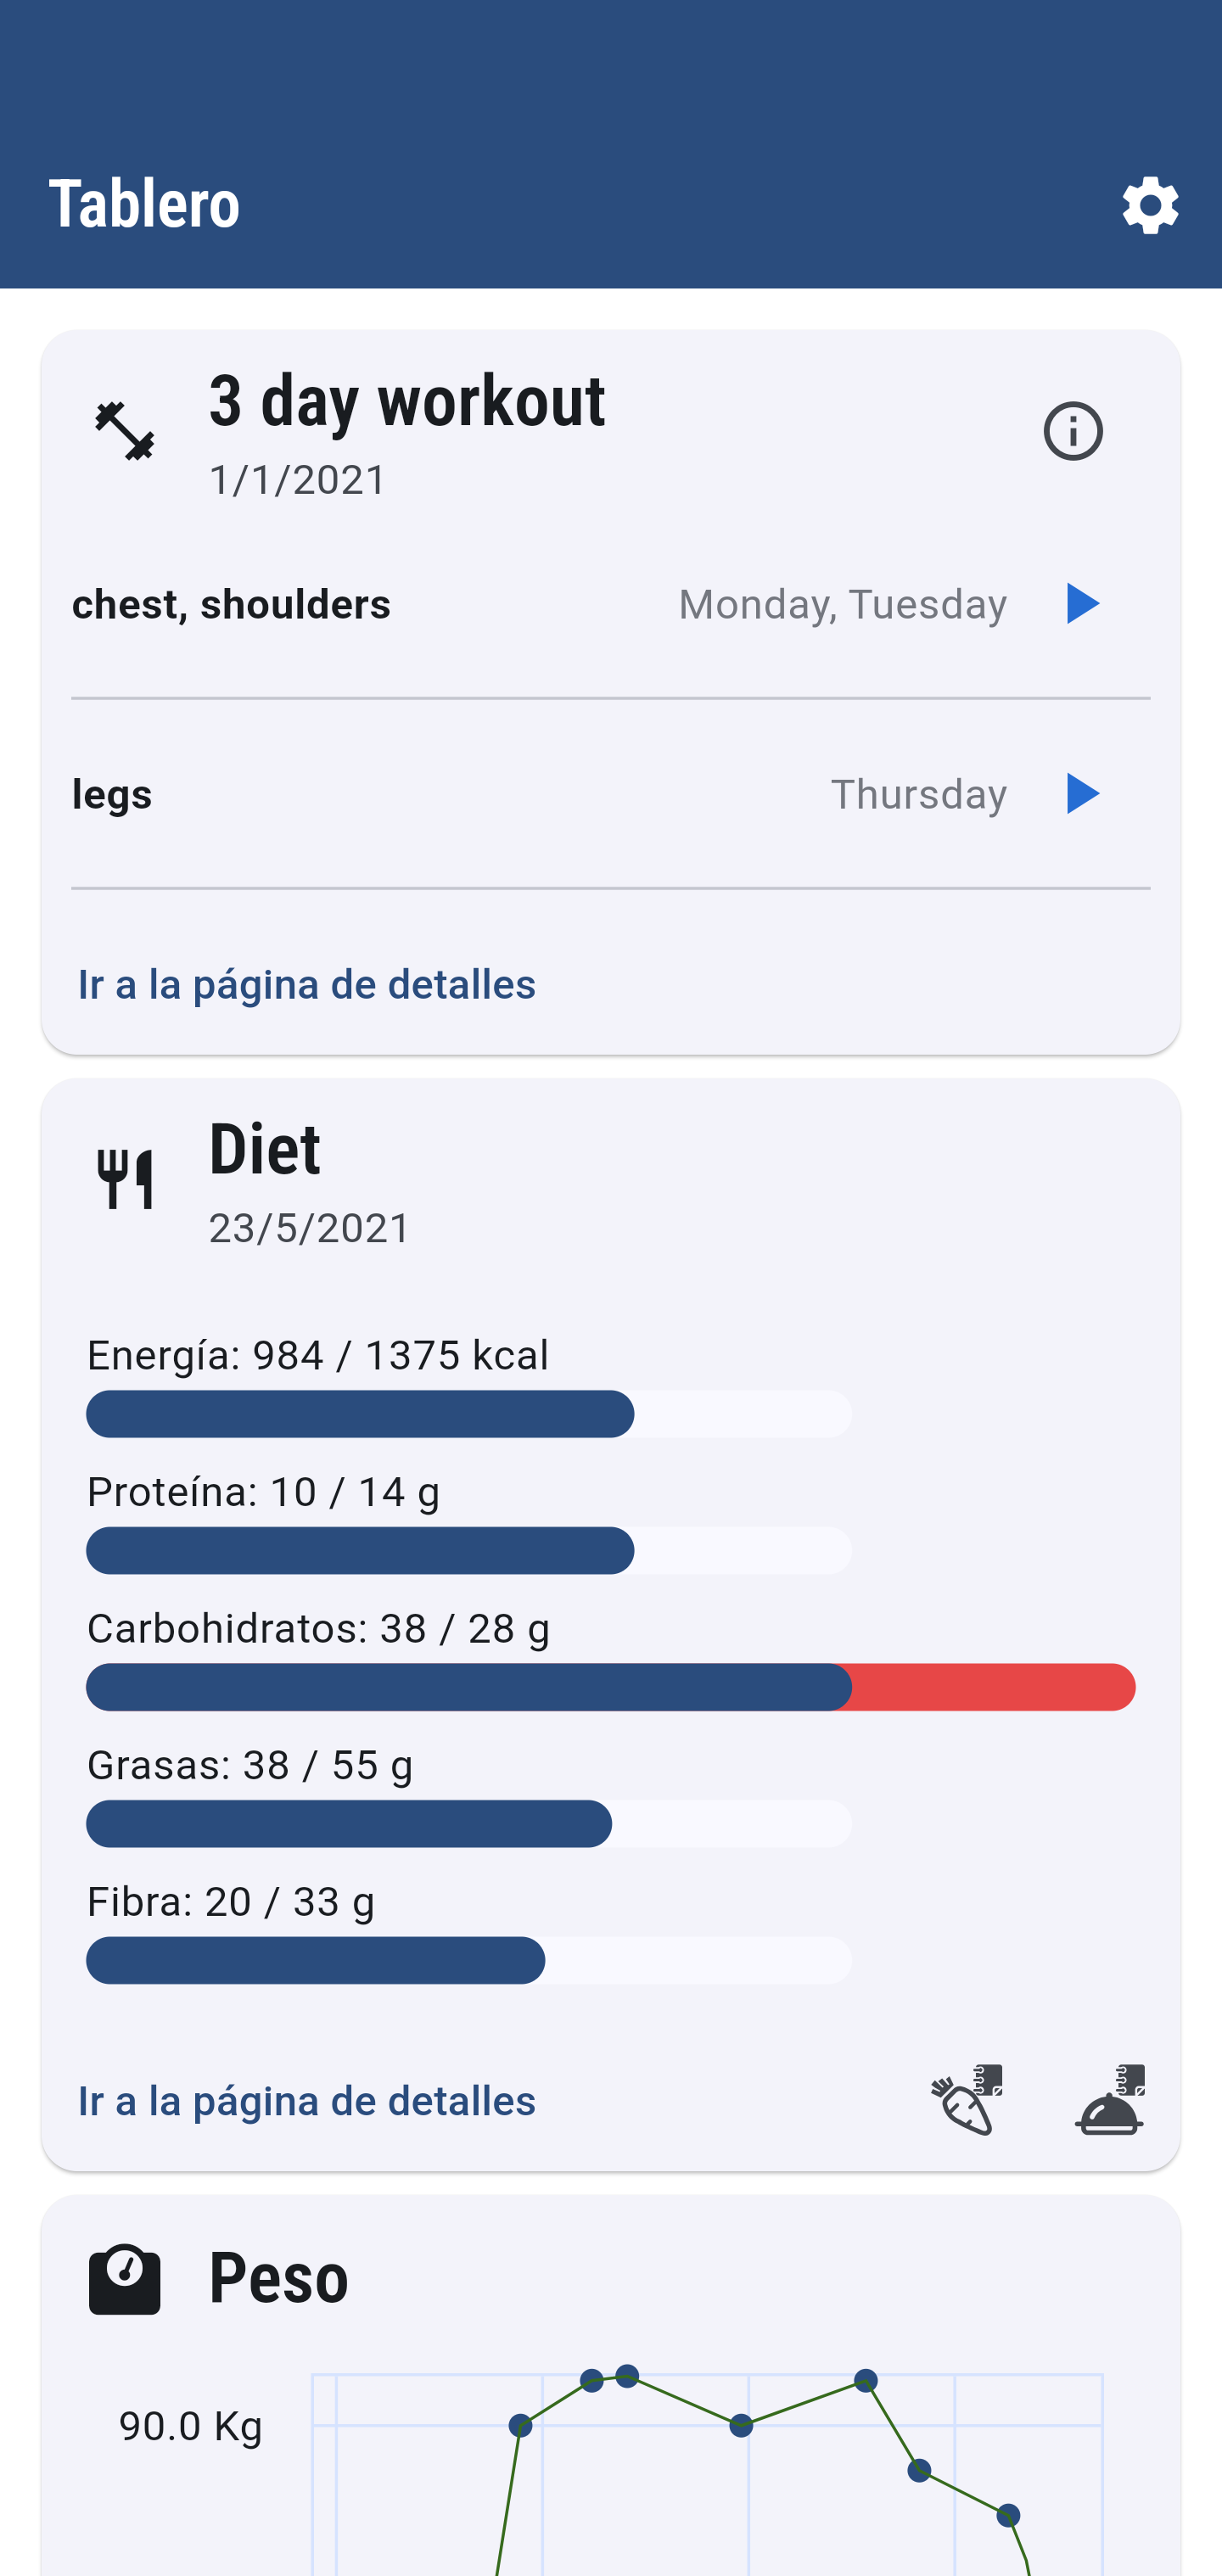 Tablero
3 day workout
1/1/2021
chest, shoulders Monday, Tuesday
legs Thursday
Ir a la página de detalles
Diet
23/5/2021
Energía: 984 / 1375 kcal
Proteína: 10 / 14 g
Carbohidratos: 38 / 28 g
Grasas: 38 / 55 g
Fibra: 20 / 33 g
Ir a la página de detalles
Peso
90.0 Kg